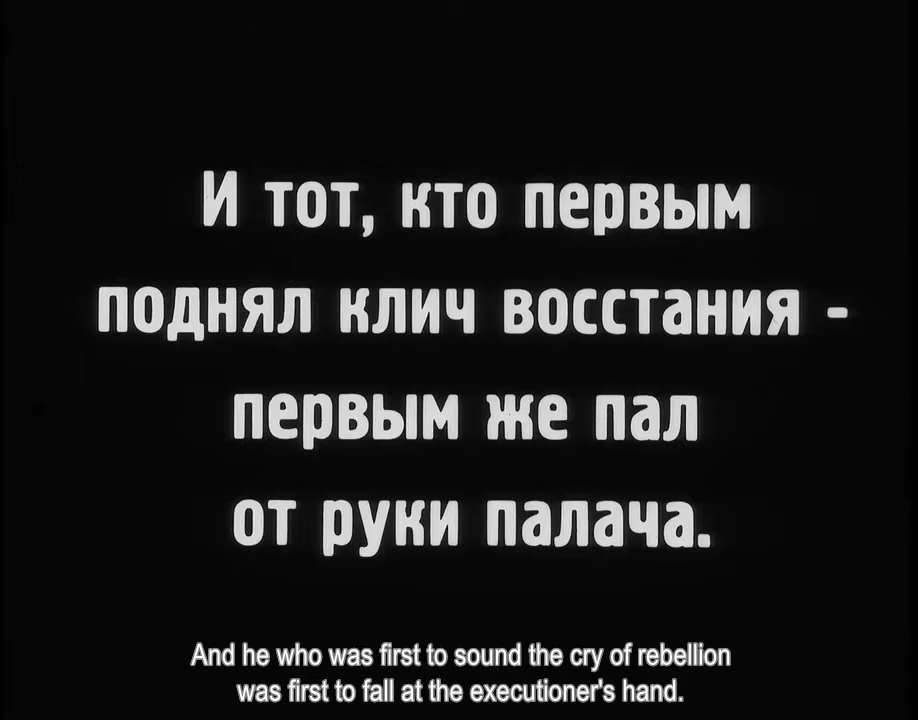 И тот, кто первым
поднял клич восстания -
первым же пал
от руки палача.
And he who was first to sound the cry of rebellion
was first to fall at the executioner's hand.